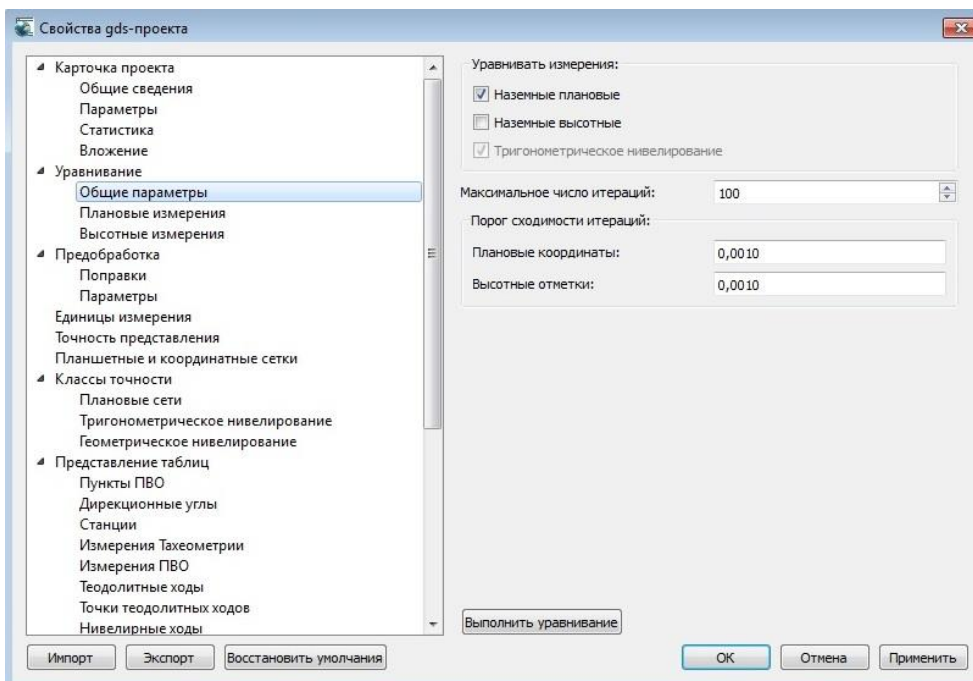 Свойства gds-проекта
Карточка проекта
Общие сведения
Параметры
Статистика
Вложение
Уравнивание
Общие параметры
Плановые измерения
Высотные измерения
Предобработка
Поправки
Параметры
Единицы измерения
Точность представления
Планшетные и координатные сетки
Классы точности
Плановые сети
Тригонометрическое нивелирование
Геометрическое нивелирование
Представление таблиц
Пункты ПВО
Дирекционные углы
Станции
Измерения Тахеометрии
Измерения ПВО
Теодолитные ходы
Точки теодолитных ходов
Нивелирные ходы
Уравнивать измерения:
Наземные плановые
Наземные высотные
Тригонометрическое нивелирование
Максимальное число итераций: 100
Порог сходимости итераций:
Плановые координаты: 0,0010
Высотные отметки: 0,0010
Выполнить уравнивание
Импорт Экспорт Восстановить умолчания OK Отмена Применить